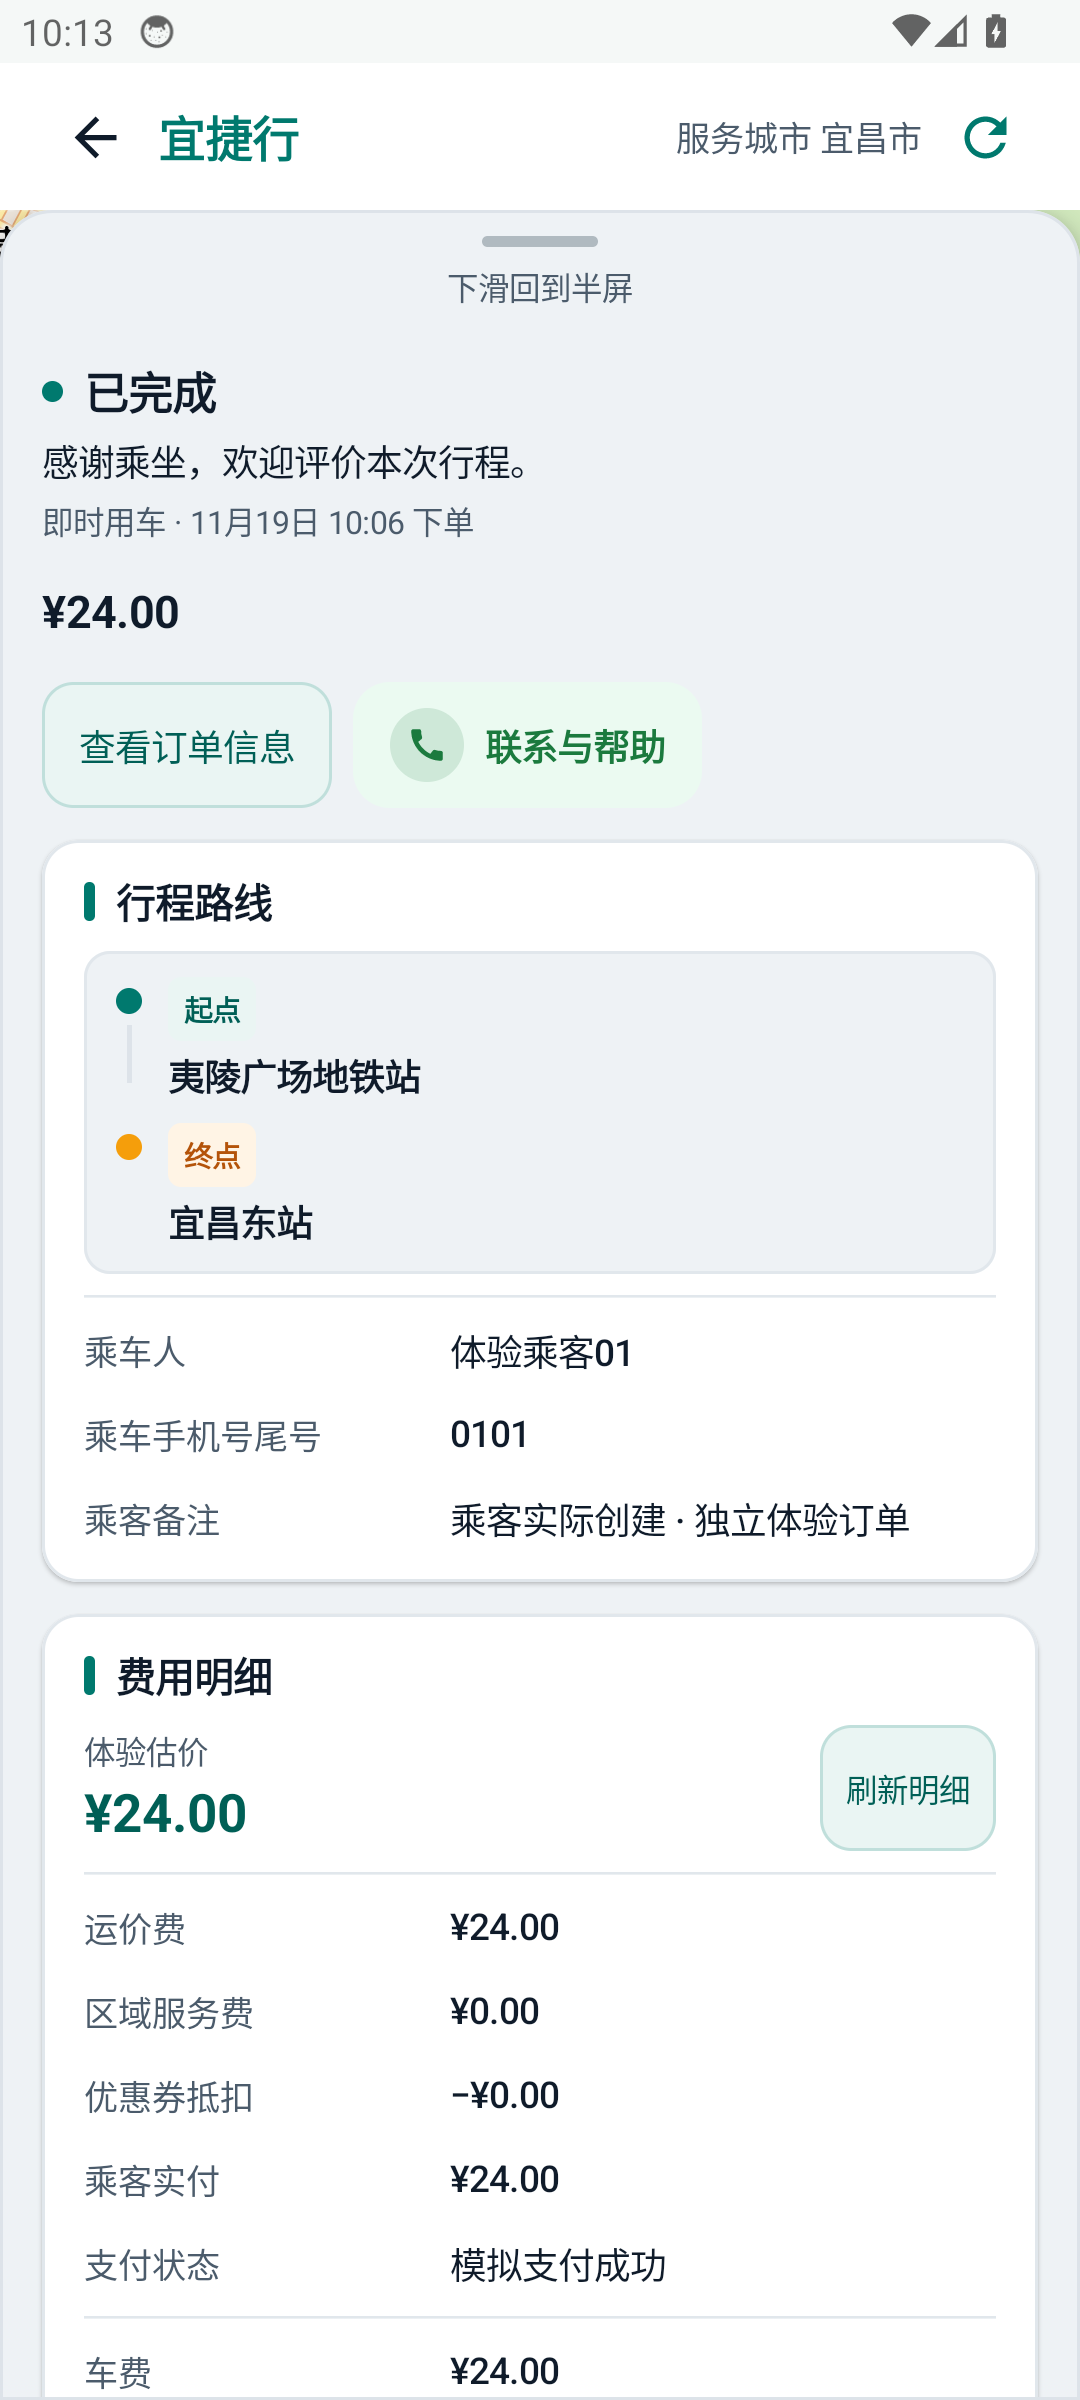 10:13
宜捷行
服务城市 宜昌市
下滑回到半屏
已完成
感谢乘坐，欢迎评价本次行程。
即时用车 · 11月19日 10:06 下单
¥24.00
查看订单信息
联系与帮助
行程路线
起点
夷陵广场地铁站
终点
宜昌东站
乘车人 体验乘客01
乘车手机号尾号 0101
乘客备注 乘客实际创建 · 独立体验订单
费用明细
体验估价
¥24.00
刷新明细
运价费 ¥24.00
区域服务费 ¥0.00
优惠券抵扣 −¥0.00
乘客实付 ¥24.00
支付状态 模拟支付成功
车费 ¥24.00